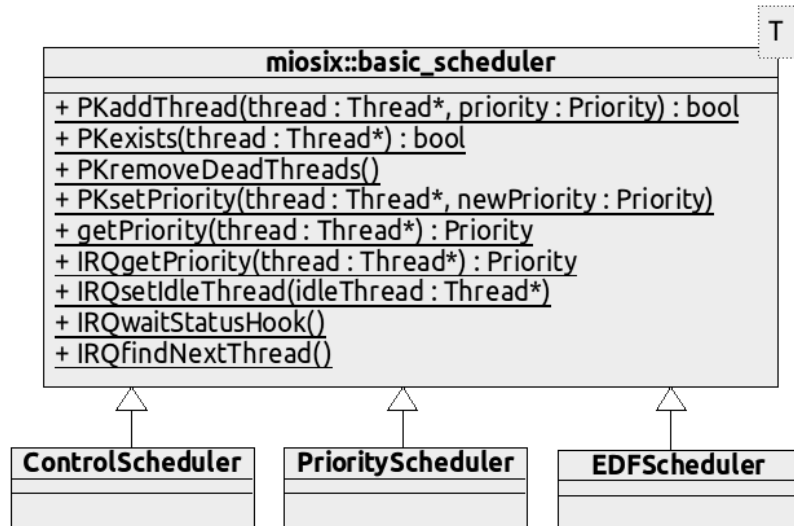 T
miosix::basic_scheduler
+ PKaddThread(thread : Thread*, priority : Priority) : bool
+ PKexists(thread : Thread*) : bool
+ PKremoveDeadThreads()
+ PKsetPriority(thread : Thread*, newPriority : Priority)
+ getPriority(thread : Thread*) : Priority
+ IRQgetPriority(thread : Thread*) : Priority
+ IRQsetIdleThread(idleThread : Thread*)
+ IRQwaitStatusHook()
+ IRQfindNextThread()
ControlScheduler PriorityScheduler EDFScheduler